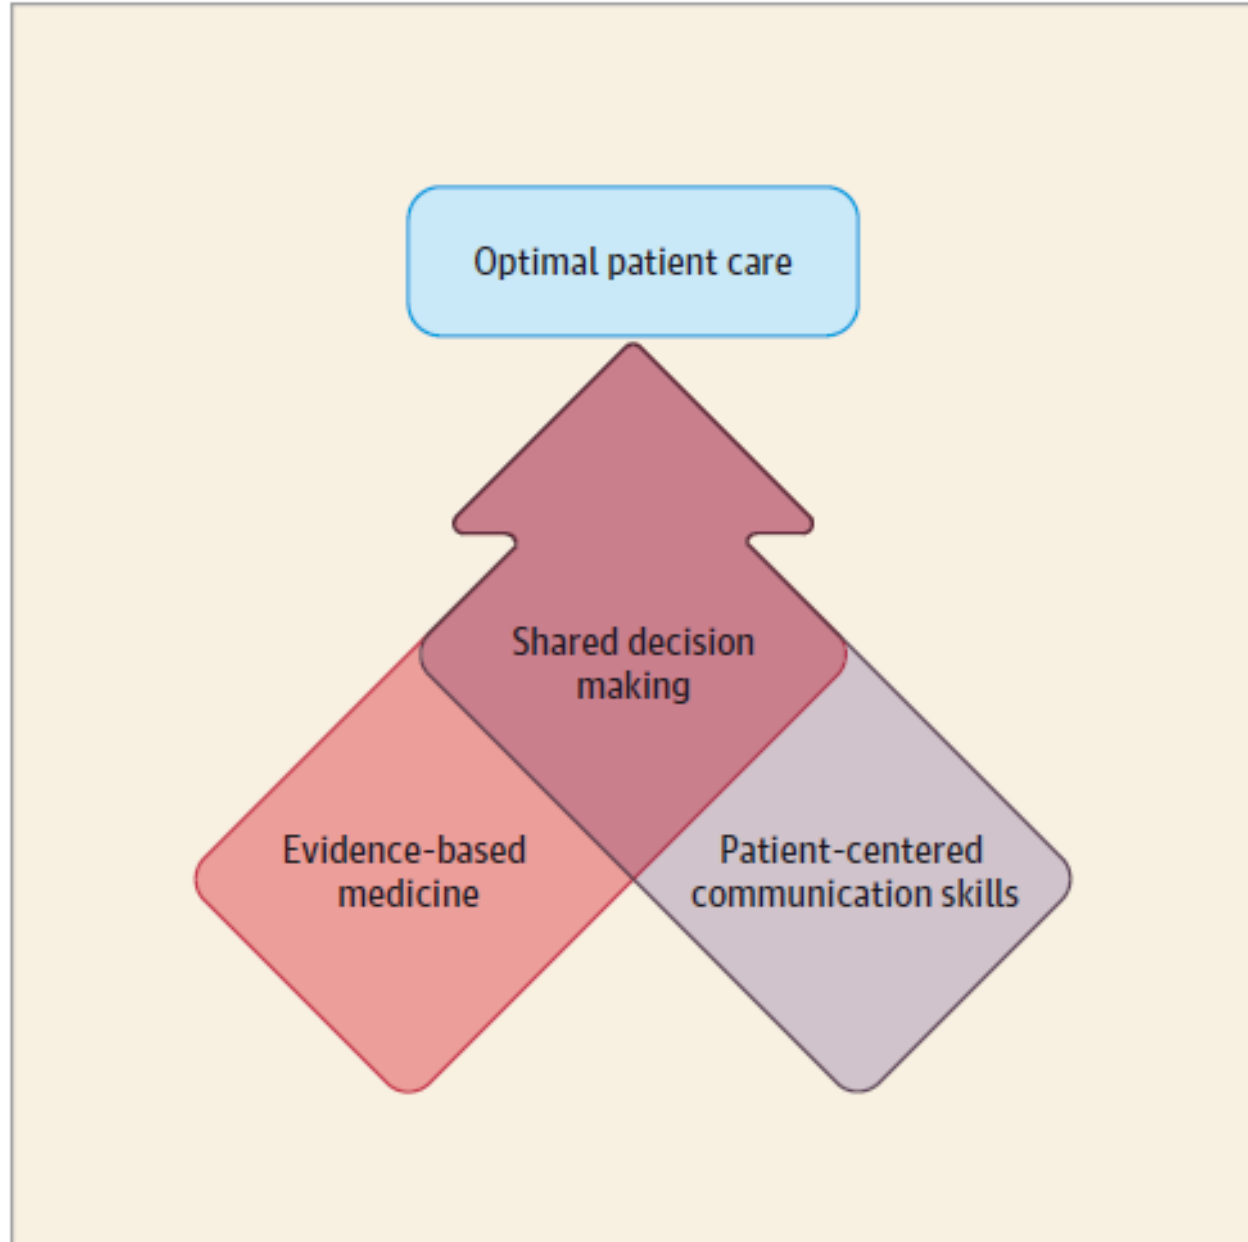 Optimal patient care
Shared decision
making
Evidence-based
medicine
Patient-centered
communication skills